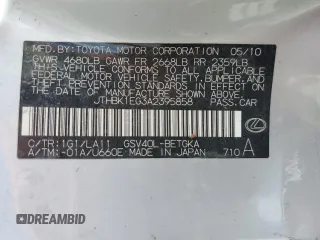 MFD.BY:TOYOTA MOTOR CORPORATION 05/10
GVWR 4680LB GAWR FR 2668LB RR 2359LB
THIS VEHICLE CONFORMS TO ALL APPLICABLE
FEDERAL MOTOR VEHICLE SAFETY, BUMPER, AND
THEFT PREVENTION STANDARDS IN EFFECT ON
THE DATE OF MANUFACTURE SHOWN ABOVE.
JTHBK1EG3A2395858 PASS.CAR
C/TR:1G1/LA11 GSV40L-BETGKA
A/TM:-01A/U660E MADE IN JAPAN 710 A
DREAMBID